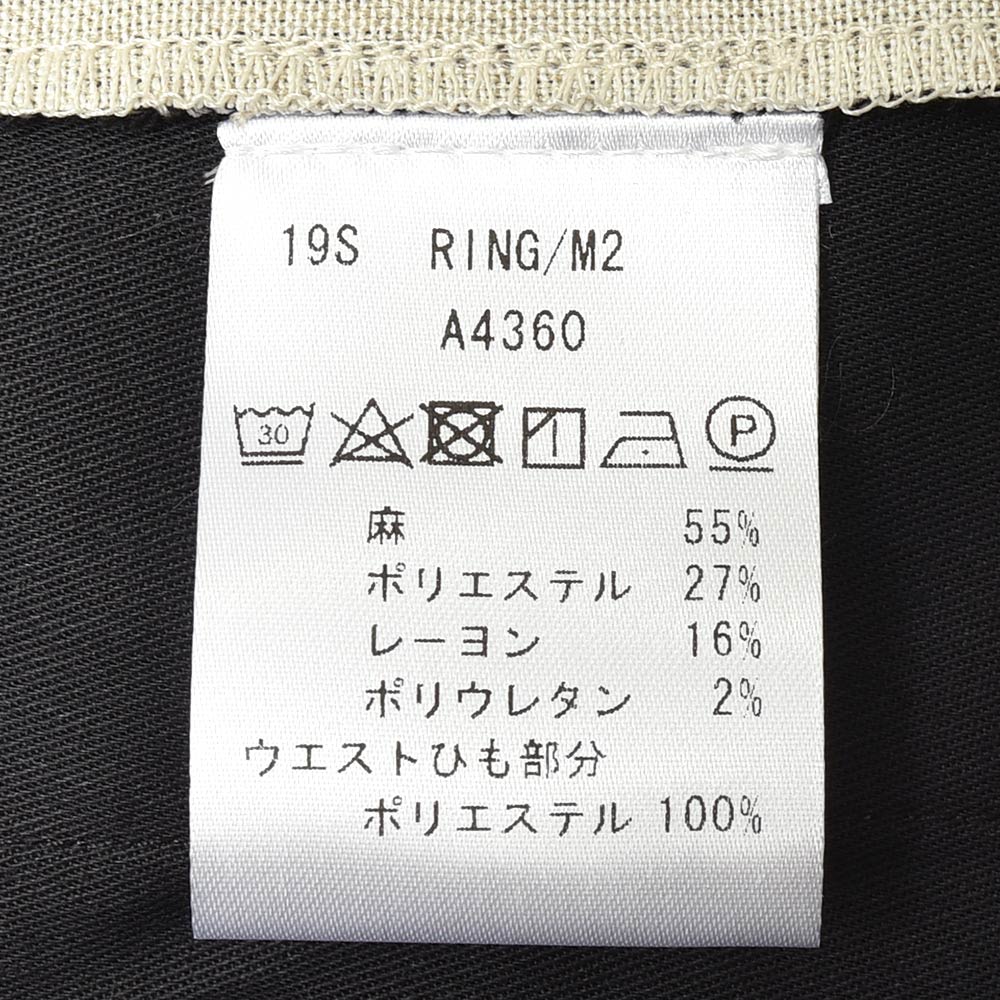 19S RING/M2
A4360
30 P
麻 55%
ポリエステル 27%
レーヨン 16%
ポリウレタン 2%
ウエストひも部分
ポリエステル 100%